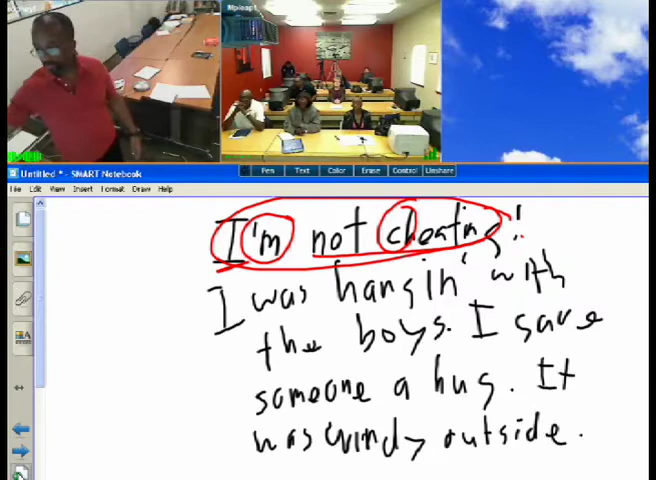 Mpleap1
Untitled * - SMART Notebook
Pen Text Color Erase Control Unshare
File Edit View Insert Format Draw Help
I'm not cheating!
I was hangin' with
the boys. I gave
someone a hug. It
was windy outside.